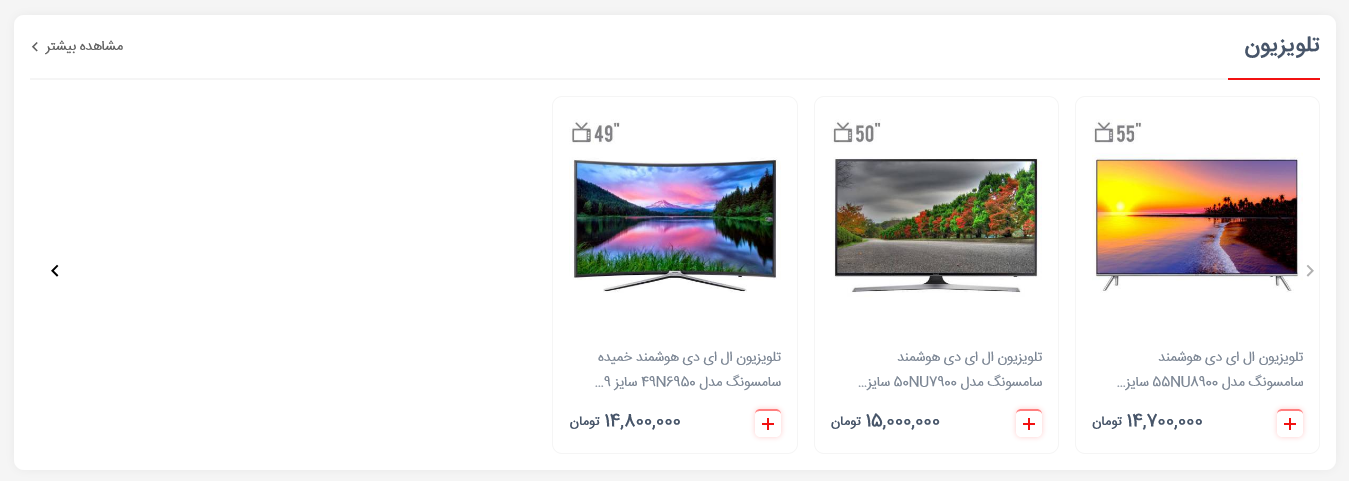 تلویزیون
مشاهده بیشتر
55"
تلویزیون ال ای دی هوشمند
سامسونگ مدل ۵۵NU۸۹۰۰ سایز...
۱۴,۷۰۰,۰۰۰ تومان
50"
تلویزیون ال ای دی هوشمند
سامسونگ مدل ۵۰NU۷۹۰۰ سایز...
۱۵,۰۰۰,۰۰۰ تومان
49"
تلویزیون ال ای دی هوشمند خمیده
سامسونگ مدل ۴۹N۶۹۵۰ سایز ۹...
۱۴,۸۰۰,۰۰۰ تومان